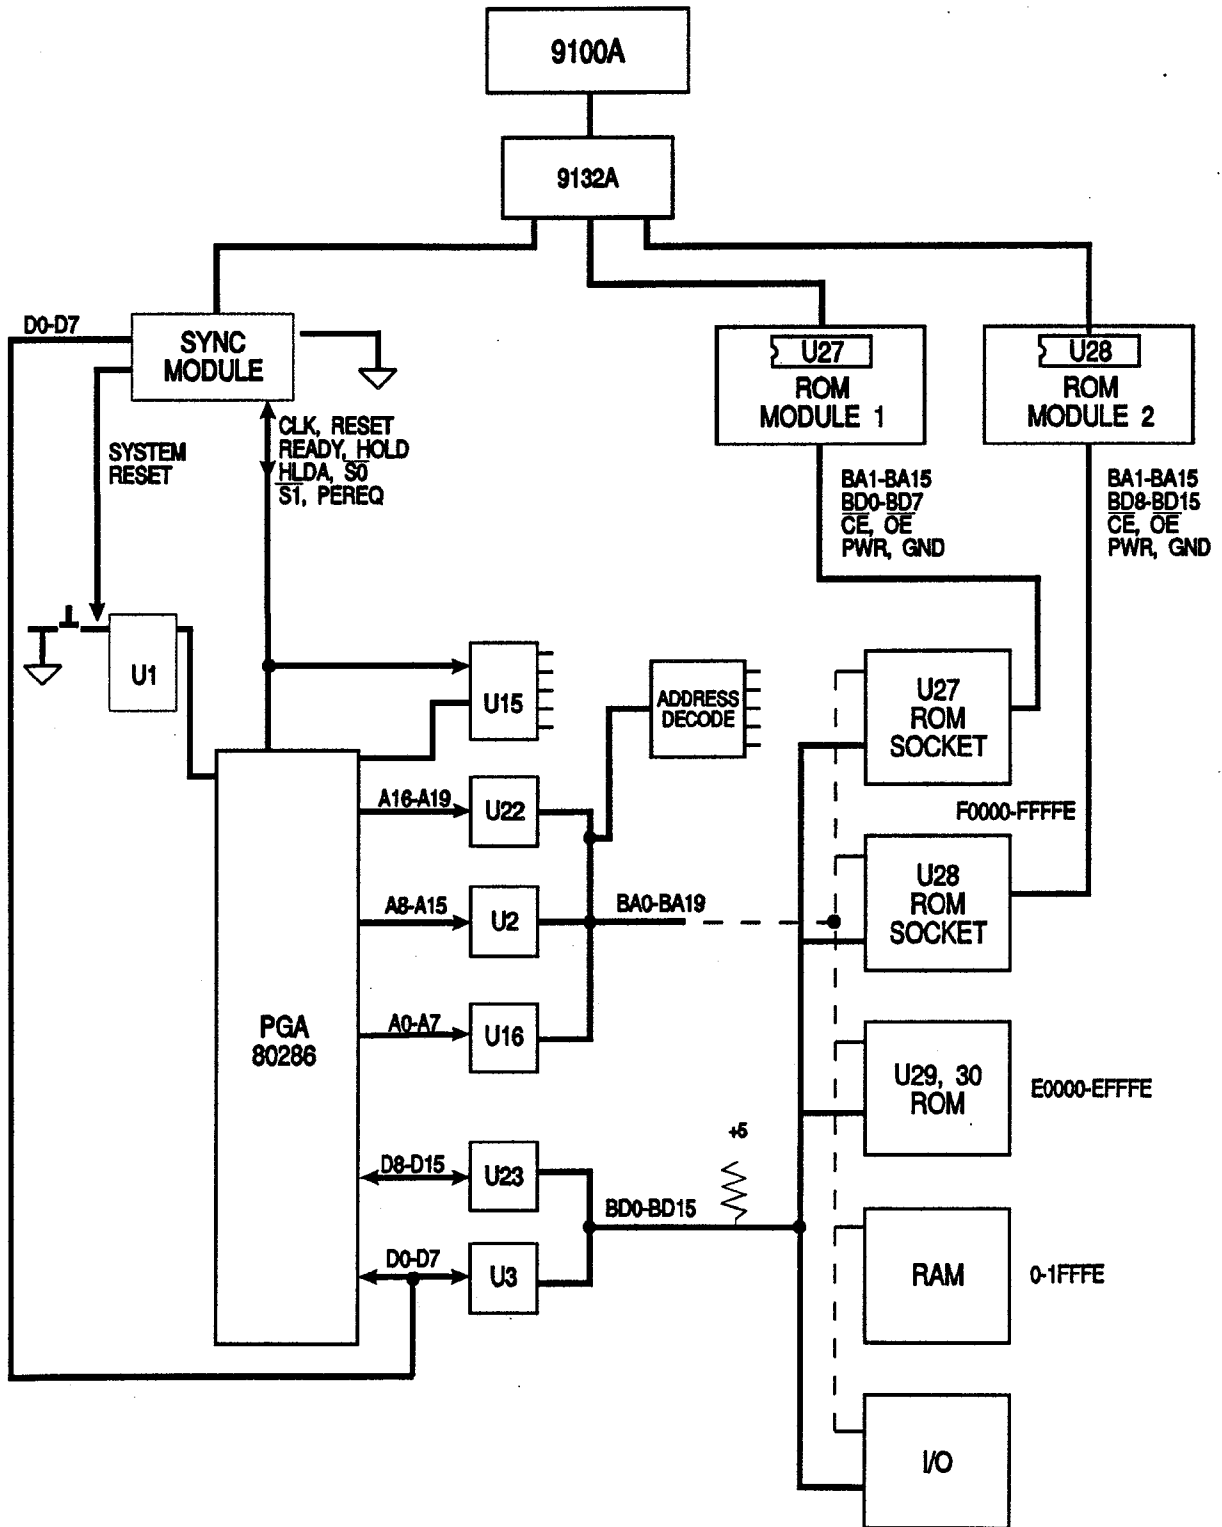 9100A
9132A
D0-D7
SYNC
MODULE
U27
ROM
MODULE 1
U28
ROM
MODULE 2
SYSTEM
RESET
CLK, RESET
READY, HOLD
HLDA, S0
S1, PEREQ
BA1-BA15
BD0-BD7
CE, OE
PWR, GND
BA1-BA15
BD8-BD15
CE, OE
PWR, GND
U1
U15
ADDRESS
DECODE
U27
ROM
SOCKET
A16-A19
U22
F0000-FFFFE
A8-A15
U2
BA0-BA19
U28
ROM
SOCKET
PGA
80286
A0-A7
U16
U29, 30
ROM
E0000-EFFFE
+5
D8-D15
U23
BD0-BD15
D0-D7
U3
RAM
0-1FFFE
I/O